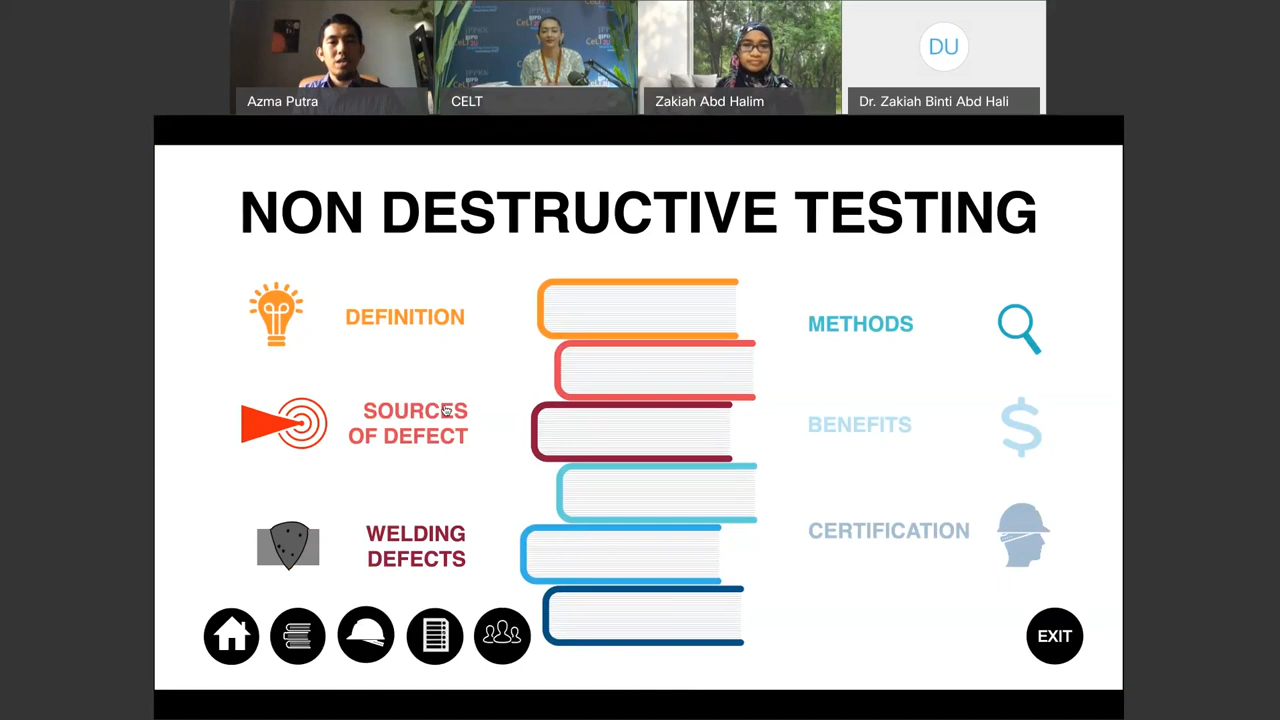 Azma Putra
CELT
Zakiah Abd Halim
DU
Dr. Zakiah Binti Abd Hali
NON DESTRUCTIVE TESTING
DEFINITION
METHODS
SOURCES
OF DEFECT
BENEFITS
WELDING
DEFECTS
CERTIFICATION
EXIT